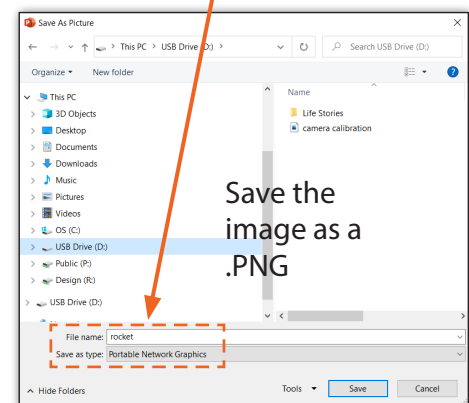 Save As Picture
This PC > USB Drive (D:) >
Search USB Drive (D:)
Organize
New folder
?
Name
This PC
3D Objects
Desktop
Documents
Downloads
Music
Pictures
Videos
OS (C:)
USB Drive (D:)
Public (P:)
Design (R:)
USB Drive (D:)
Life Stories
camera calibration
Save the
image as a
.PNG
File name: rocket
Save as type: Portable Network Graphics
Hide Folders
Tools
Save
Cancel